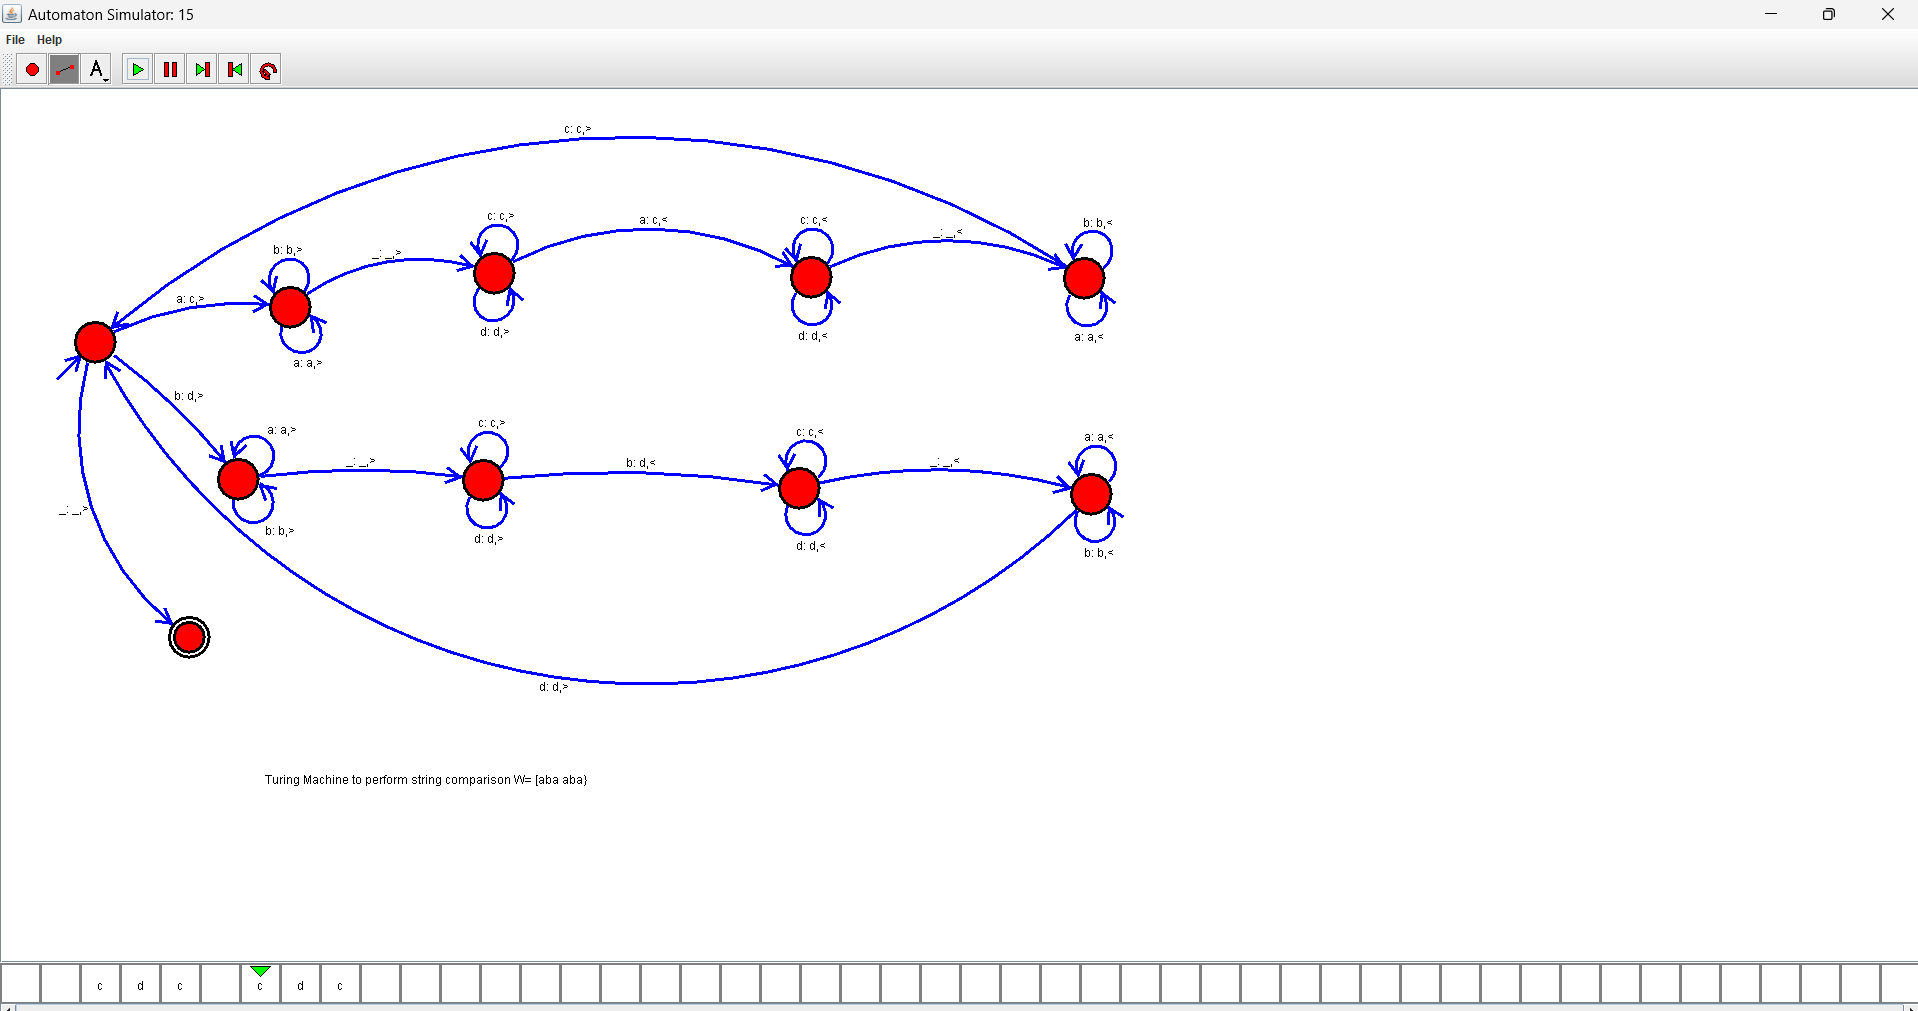 Automaton Simulator: 15
File Help
A
c: c,>
c: c,>
a: c,<
c: c,<
b: b,<
b: b,>
_: _,>
_: _,<
a: c,>
d: d,>
d: d,<
a: a,<
a: a,>
b: d,>
a: a,>
c: c,>
c: c,<
a: a,<
_: _,>
b: d,<
_: _,<
_: _,>
b: b,>
d: d,>
d: d,<
b: b,<
d: d,>
Turing Machine to perform string comparison W= {aba aba}
c d c c d c